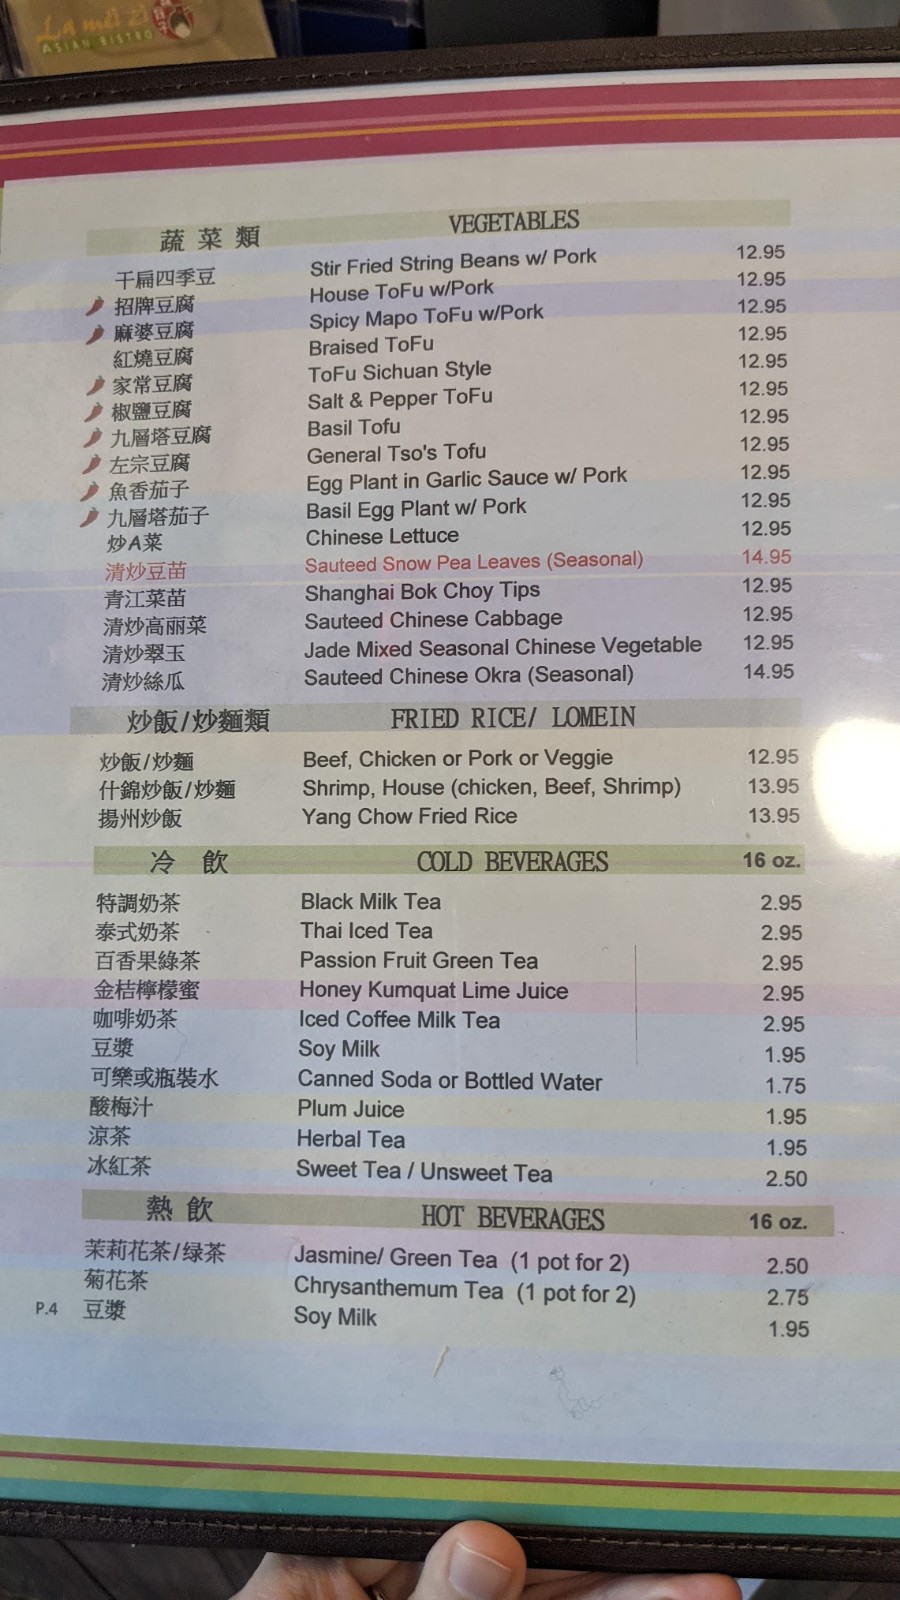 La mei zi
ASIAN BISTRO
蔬菜類 VEGETABLES
干扁四季豆 Stir Fried String Beans w/ Pork 12.95
招牌豆腐 House ToFu w/Pork 12.95
麻婆豆腐 Spicy Mapo ToFu w/Pork 12.95
紅燒豆腐 Braised ToFu 12.95
家常豆腐 ToFu Sichuan Style 12.95
椒鹽豆腐 Salt & Pepper ToFu 12.95
九層塔豆腐 Basil Tofu 12.95
左宗豆腐 General Tso's Tofu 12.95
魚香茄子 Egg Plant in Garlic Sauce w/ Pork 12.95
九層塔茄子 Basil Egg Plant w/ Pork 12.95
炒A菜 Chinese Lettuce 12.95
清炒豆苗 Sauteed Snow Pea Leaves (Seasonal) 14.95
青江菜苗 Shanghai Bok Choy Tips 12.95
清炒高丽菜 Sauteed Chinese Cabbage 12.95
清炒翠玉 Jade Mixed Seasonal Chinese Vegetable 12.95
清炒絲瓜 Sauteed Chinese Okra (Seasonal) 14.95
炒飯/炒麵類 FRIED RICE/ LOMEIN
炒飯/炒麵 Beef, Chicken or Pork or Veggie 12.95
什錦炒飯/炒麵 Shrimp, House (chicken, Beef, Shrimp) 13.95
揚州炒飯 Yang Chow Fried Rice 13.95
冷飲 COLD BEVERAGES 16 oz.
特調奶茶 Black Milk Tea 2.95
泰式奶茶 Thai Iced Tea 2.95
百香果綠茶 Passion Fruit Green Tea 2.95
金桔檸檬蜜 Honey Kumquat Lime Juice 2.95
咖啡奶茶 Iced Coffee Milk Tea 2.95
豆漿 Soy Milk 1.95
可樂或瓶裝水 Canned Soda or Bottled Water 1.75
酸梅汁 Plum Juice 1.95
涼茶 Herbal Tea 1.95
冰紅茶 Sweet Tea / Unsweet Tea 2.50
熱飲 HOT BEVERAGES 16 oz.
茉莉花茶/绿茶 Jasmine/ Green Tea (1 pot for 2) 2.50
菊花茶 Chrysanthemum Tea (1 pot for 2) 2.75
P.4 豆漿 Soy Milk 1.95